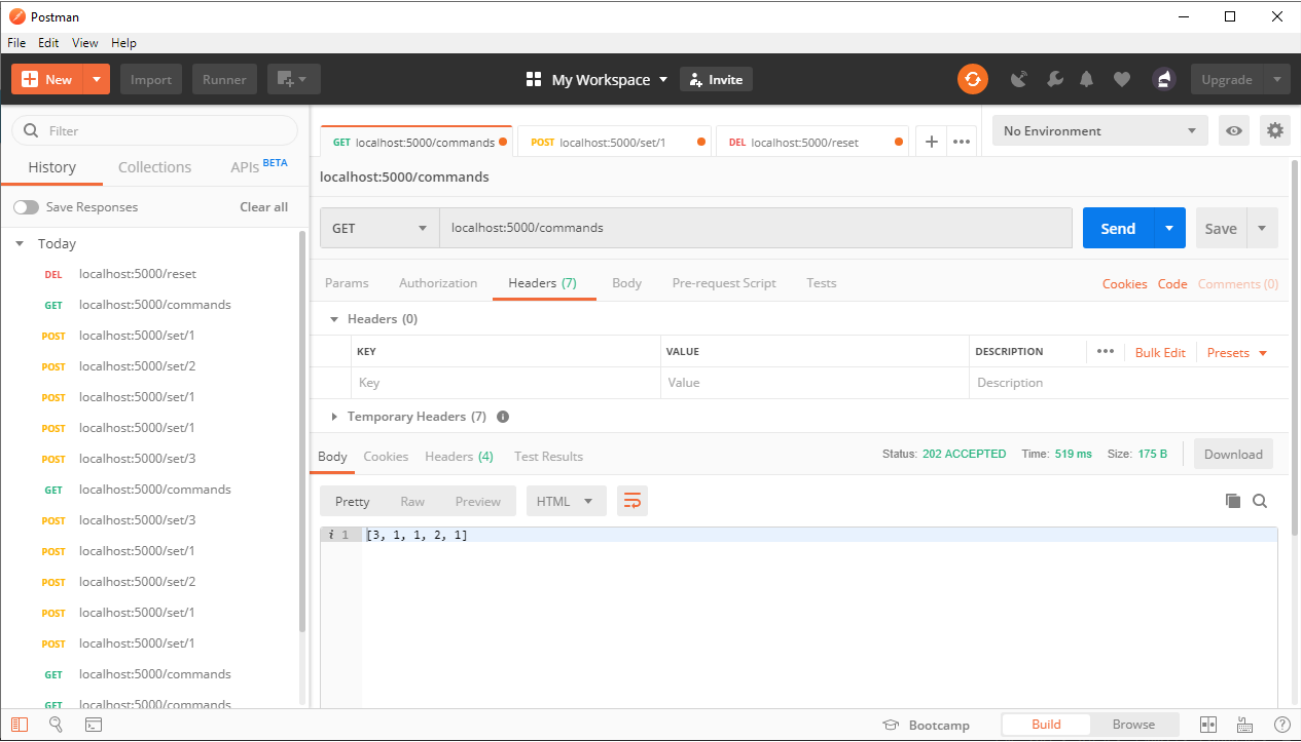 Postman
File Edit View Help
New Import Runner My Workspace Invite Upgrade
Filter
History Collections APIs BETA
Save Responses Clear all
Today
DEL localhost:5000/reset
GET localhost:5000/commands
POST localhost:5000/set/1
POST localhost:5000/set/2
POST localhost:5000/set/1
POST localhost:5000/set/1
POST localhost:5000/set/3
GET localhost:5000/commands
POST localhost:5000/set/3
POST localhost:5000/set/1
POST localhost:5000/set/2
POST localhost:5000/set/1
POST localhost:5000/set/1
GET localhost:5000/commands
GET localhost:5000/commands
GET localhost:5000/commands POST localhost:5000/set/1 DEL localhost:5000/reset + ••• No Environment
localhost:5000/commands
GET localhost:5000/commands Send Save
Params Authorization Headers (7) Body Pre-request Script Tests Cookies Code Comments (0)
Headers (0)
KEY VALUE DESCRIPTION ••• Bulk Edit Presets
Key Value Description
Temporary Headers (7) i
Body Cookies Headers (4) Test Results Status: 202 ACCEPTED Time: 519 ms Size: 175 B Download
Pretty Raw Preview HTML
i 1 [3, 1, 1, 2, 1]
Bootcamp Build Browse ?